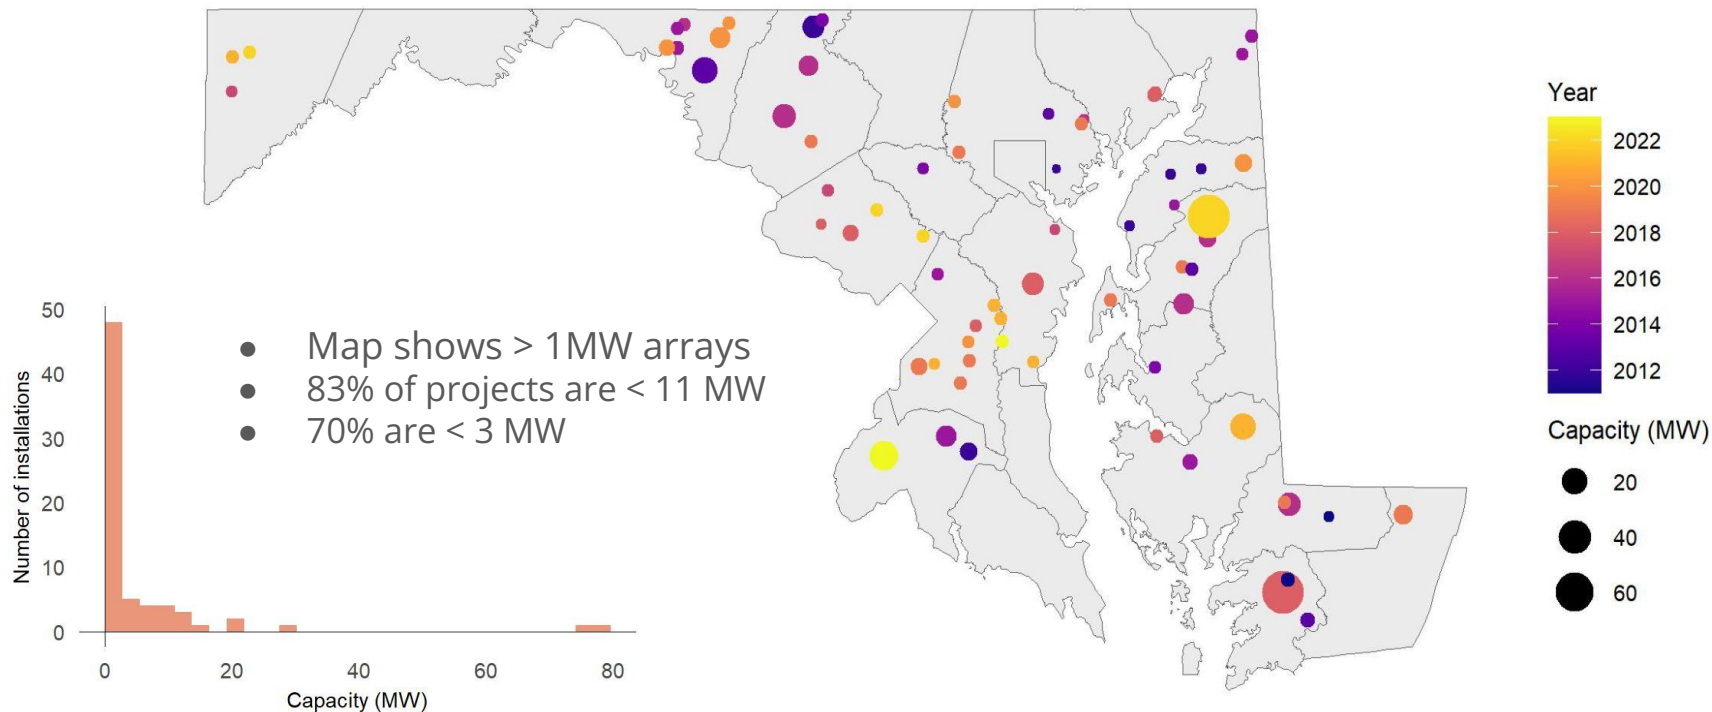 Year
2022
2020
2018
2016
2014
2012
Capacity (MW)
20
40
60
● Map shows > 1MW arrays
● 83% of projects are < 11 MW
● 70% are < 3 MW
Number of installations
50
40
30
20
10
0
0 20 40 60 80
Capacity (MW)